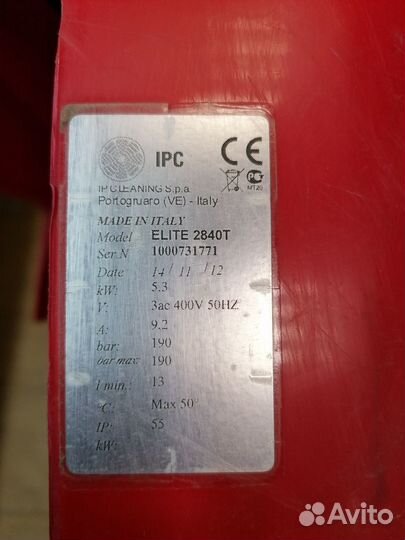 IPC
CE
MT20
IPCLEANING S.p.a
Portogruaro (VE) - Italy
MADE IN ITALY
Model ELITE 2840T
Ser.N 1000731771
Date 14 / 11 / 12
kW: 5.3
V: 3ac 400V 50HZ
A: 9.2
bar: 190
bar max: 190
l min.: 13
°C: Max 50°
IP: 55
kW:
Avito